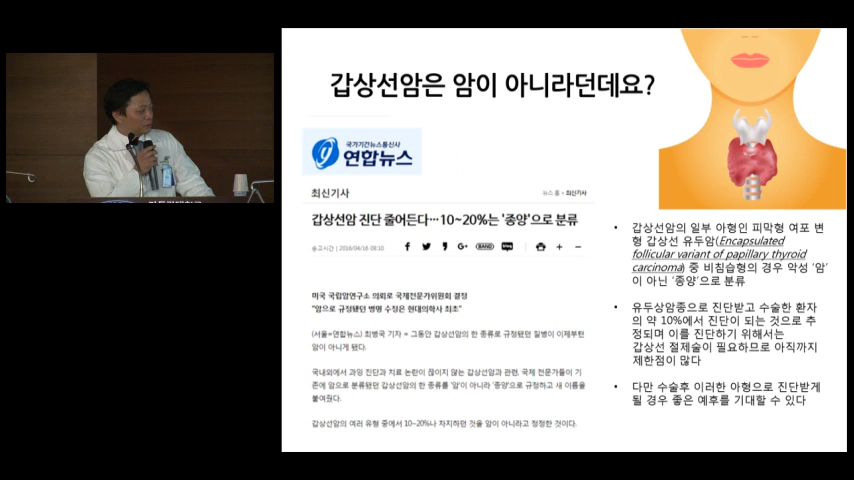 갑상선암은 암이 아니라던데요?
국가기간뉴스통신사
연합뉴스
최신기사
뉴스 홈 > 최신기사
갑상선암 진단 줄어든다…10~20%는 '종양'으로 분류
송고시간 | 2016/04/16 08:10
BAND
미국 국립암연구소 의뢰로 국제전문가위원회 결정
"암으로 규정됐던 병명 수정은 현대의학사 최초"
(서울=연합뉴스) 최병국 기자 = 그동안 갑상선암의 한 종류로 규정됐던 질병이 이제부턴
암이 아니게 됐다.
국내외에서 과잉 진단과 치료 논란이 끊이지 않는 갑상선암과 관련, 국제 전문가들이 기
존에 암으로 분류됐던 갑상선암의 한 종류를 '암'이 아니라 '종양'으로 규정하고 새 이름을
붙여줬다.
갑상선암의 여러 유형 중에서 10~20%나 차지하던 것을 암이 아니라고 정정한 것이다.
• 갑상선암의 일부 아형인 피막형 여포 변
형 갑상선 유두암(Encapsulated
follicular variant of papillary thyroid
carcinoma) 중 비침습형의 경우 악성 '암'
이 아닌 '종양'으로 분류
• 유두상암종으로 진단받고 수술한 환자
의 약 10%에서 진단이 되는 것으로 추
정되며 이를 진단하기 위해서는
갑상선 절제술이 필요하므로 아직까지
제한점이 많다
• 다만 수술후 이러한 아형으로 진단받게
될 경우 좋은 예후를 기대할 수 있다